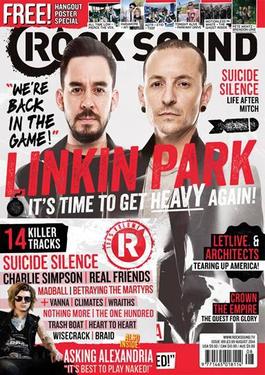 FREE!
HANGOUT
POSTER
SPECIAL
ROCK SOUND
"WE'RE
BACK
IN THE
GAME!"
SUICIDE
SILENCE
LIFE AFTER
MITCH
LINKIN PARK
IT'S TIME TO GET HEAVY AGAIN!
14 KILLER
TRACKS
SUICIDE SILENCE
CHARLIE SIMPSON | REAL FRIENDS
MADBALL | BETRAYING THE MARTYRS
+ VANNA | CLIMATES | WRAITHS
NOTHING MORE | THE ONE HUNDRED
TRASH BOAT | HEART TO HEART
WISECRACK | BRAID
LETLIVE. &
ARCHITECTS
TEARING UP AMERICA!
CROWN
THE EMPIRE
THE QUEST FOR GLORY
ASKING ALEXANDRIA
"IT'S BEST TO PLAY NAKED!"